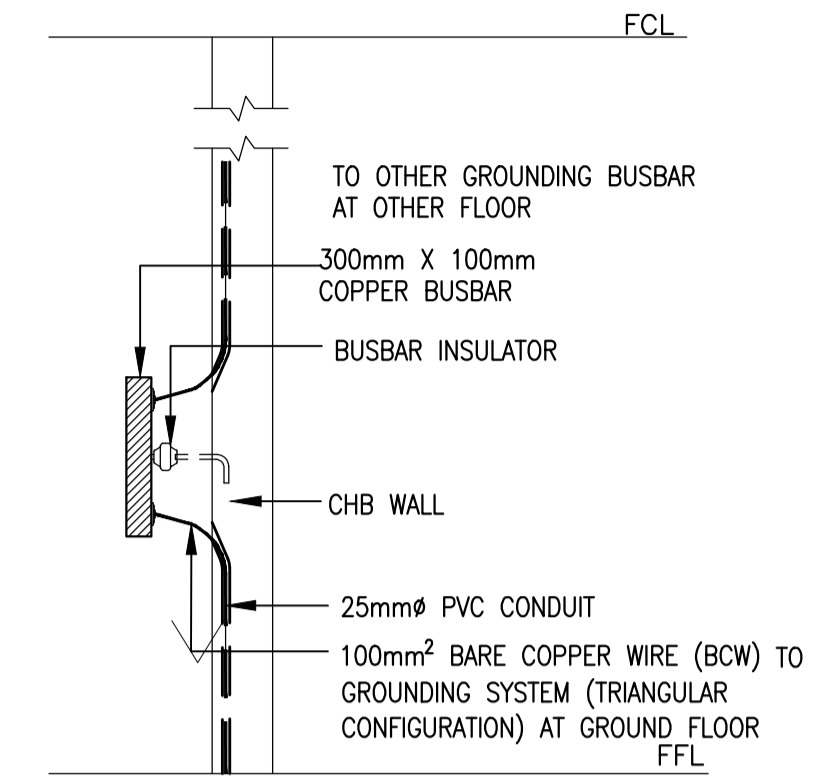 FCL
TO OTHER GROUNDING BUSBAR
AT OTHER FLOOR
300mm X 100mm
COPPER BUSBAR
BUSBAR INSULATOR
CHB WALL
25mmø PVC CONDUIT
100mm² BARE COPPER WIRE (BCW) TO
GROUNDING SYSTEM (TRIANGULAR
CONFIGURATION) AT GROUND FLOOR
FFL